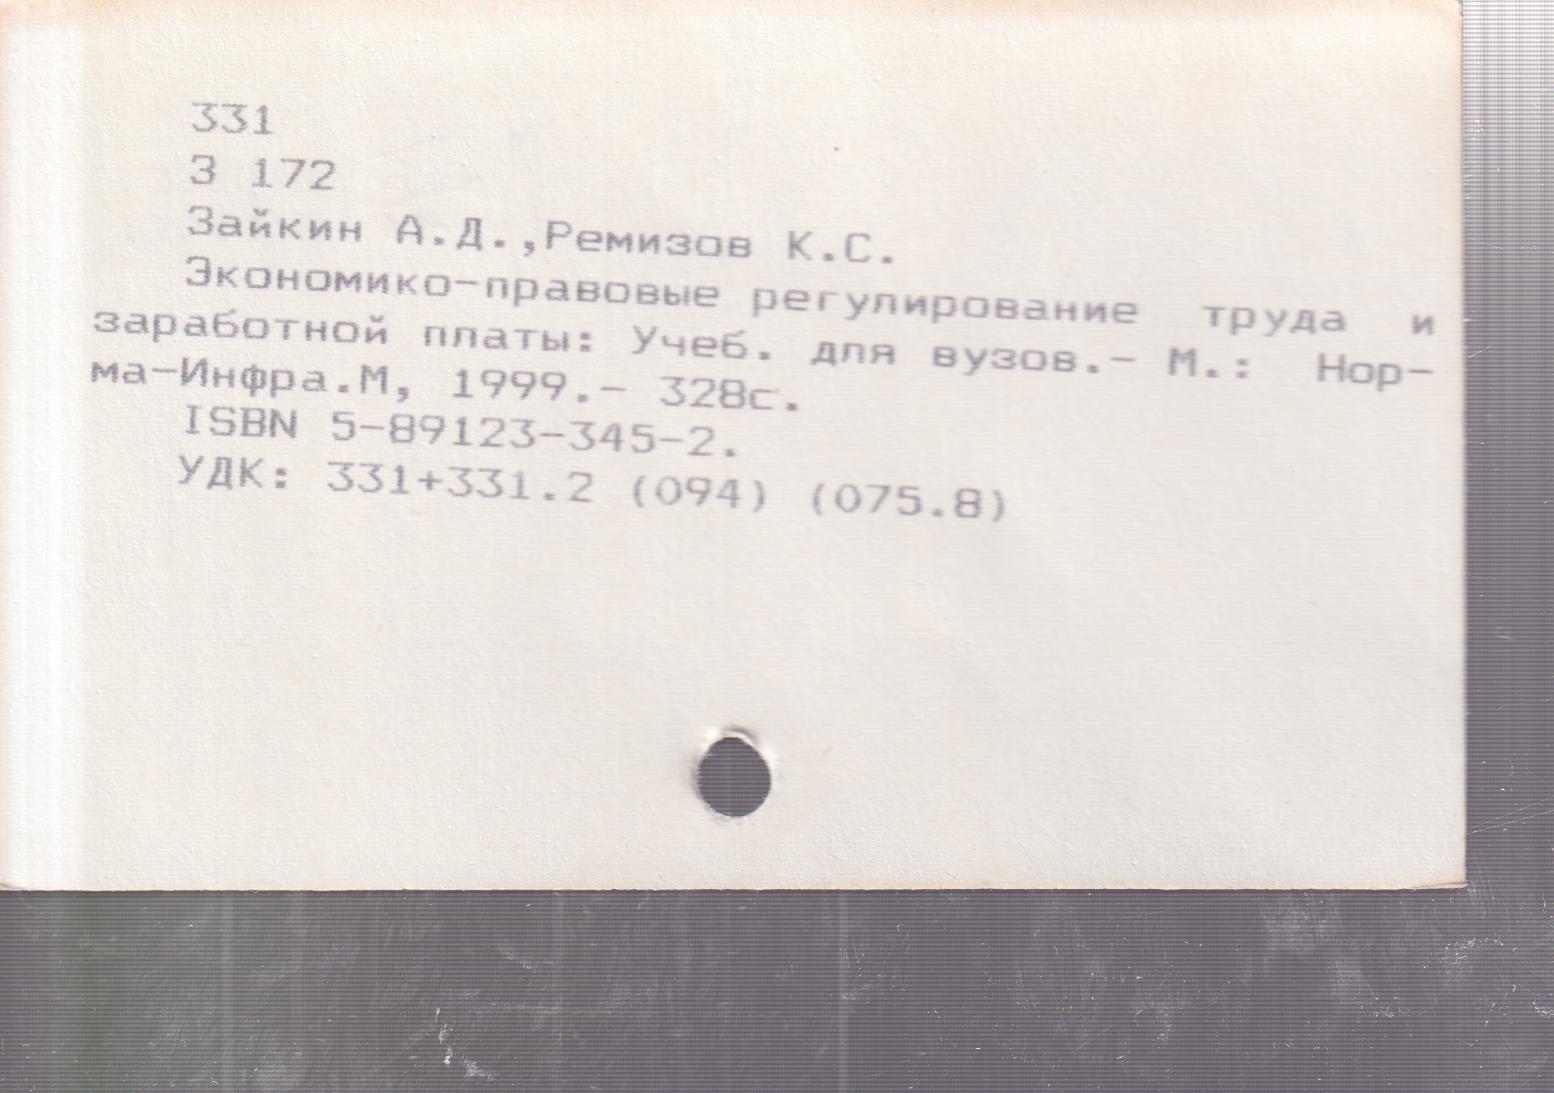 331
З 172
Зайкин А.Д.,Ремизов К.С.
Экономико-правовые регулирование труда и
заработной платы: Учеб. для вузов.- М.: Нор-
ма-Инфра.М, 1999.- 328с.
ISBN 5-89123-345-2.
УДК: 331+331.2 (094) (075.8)